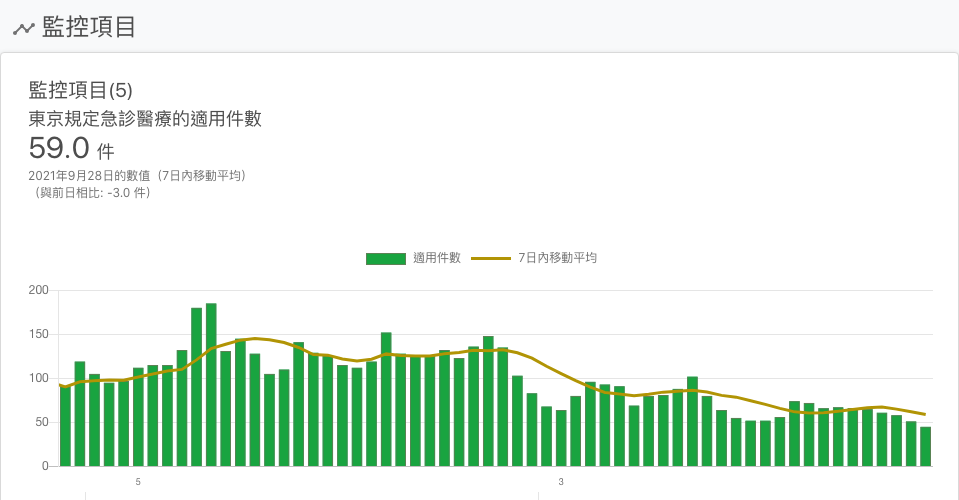 監控項目
監控項目(5)
東京規定急診醫療的適用件數
59.0 件
2021年9月28日的數值（7日內移動平均）
（與前日相比: -3.0 件）
適用件數 7日內移動平均
200
150
100
50
0
5 3